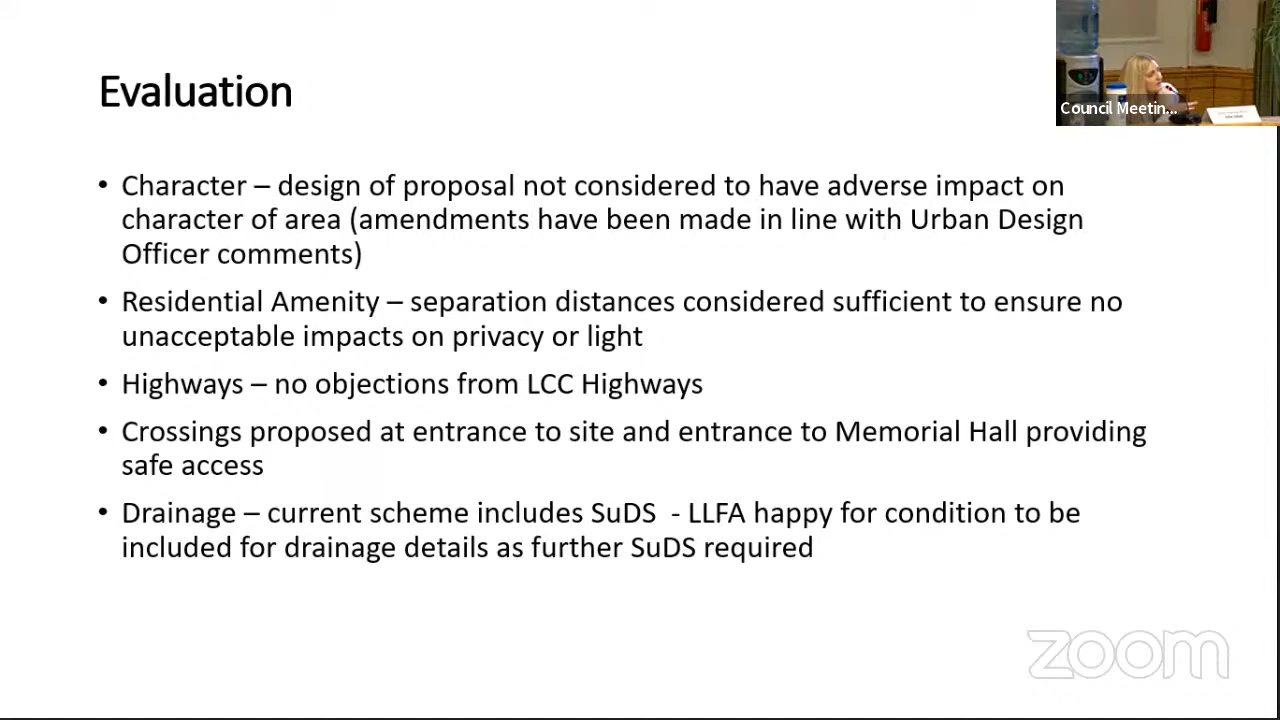 Evaluation
Council Meetin...
• Character – design of proposal not considered to have adverse impact on
character of area (amendments have been made in line with Urban Design
Officer comments)
• Residential Amenity – separation distances considered sufficient to ensure no
unacceptable impacts on privacy or light
• Highways – no objections from LCC Highways
• Crossings proposed at entrance to site and entrance to Memorial Hall providing
safe access
• Drainage – current scheme includes SuDS  - LLFA happy for condition to be
included for drainage details as further SuDS required
zoom